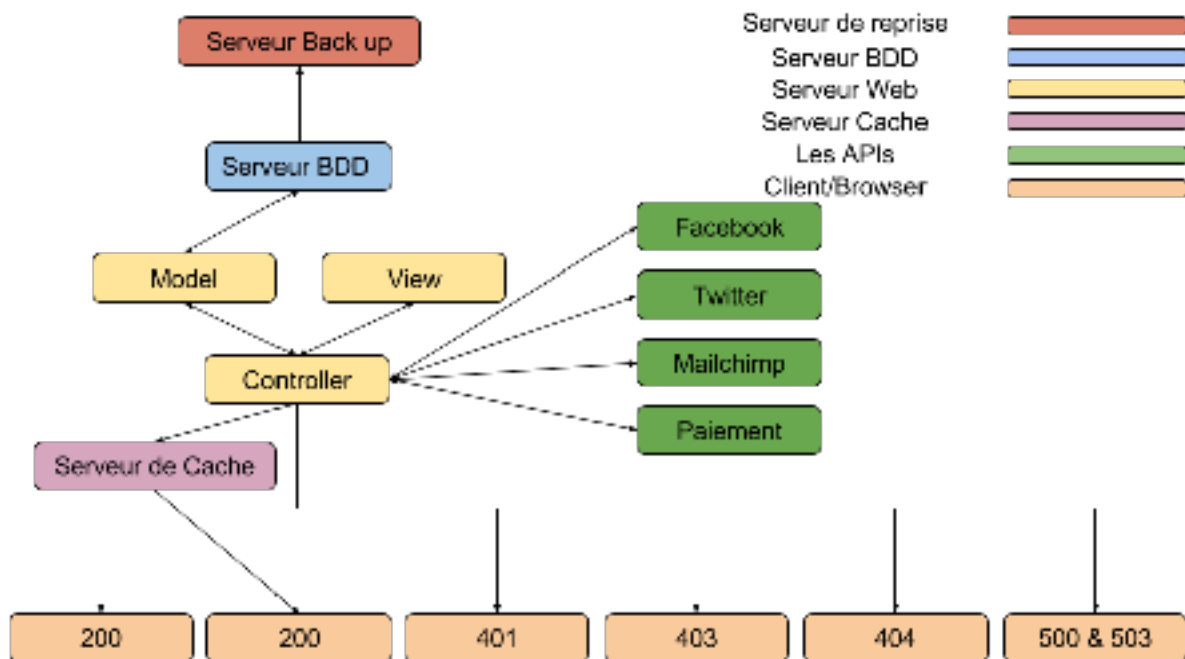 Serveur Back up
Serveur de reprise
Serveur BDD
Serveur Web
Serveur Cache
Les APIs
Client/Browser
Serveur BDD
Facebook
Model
View
Twitter
Controller
Mailchimp
Paiement
Serveur de Cache
200
200
401
403
404
500 & 503